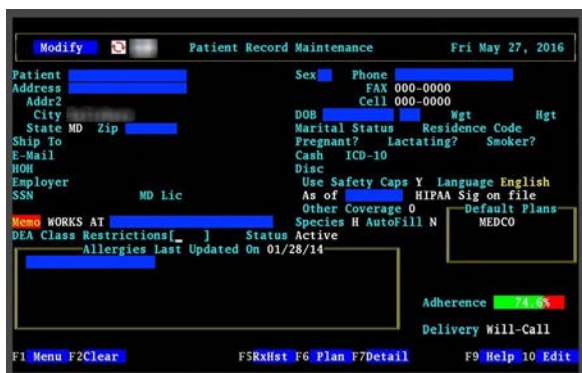 Modify Patient Record Maintenance Fri May 27, 2016
Patient Sex Phone
Address FAX 000-0000
Addr2 Cell 000-0000
City DOB Wgt Hgt
State MD Zip Marital Status Residence Code
Ship To Pregnant? Lactating? Smoker?
E-Mail Cash ICD-10
HOH Disc
Employer Use Safety Caps Y Language English
SSN MD Lic As of HIPAA Sig on file
Other Coverage 0 Default Plans
Memo WORKS AT Species H AutoFill N MEDCO
DEA Class Restrictions[_ ] Status Active
Allergies Last Updated On 01/28/14
Adherence 74.6%
Delivery Will-Call
F1 Menu F2Clear F5RxHst F6 Plan F7Detail F9 Help 10 Edit